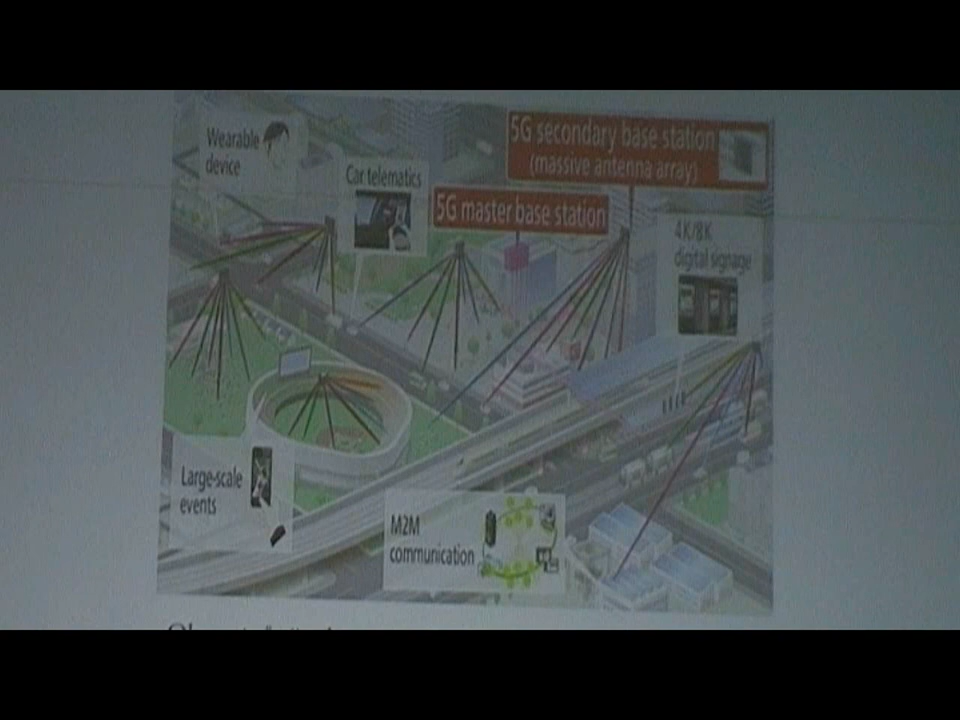 Wearable
device
Car telematics
5G secondary base station
(massive antenna array)
5G master base station
4K/8K
digital signage
Large-scale
events
M2M
communication